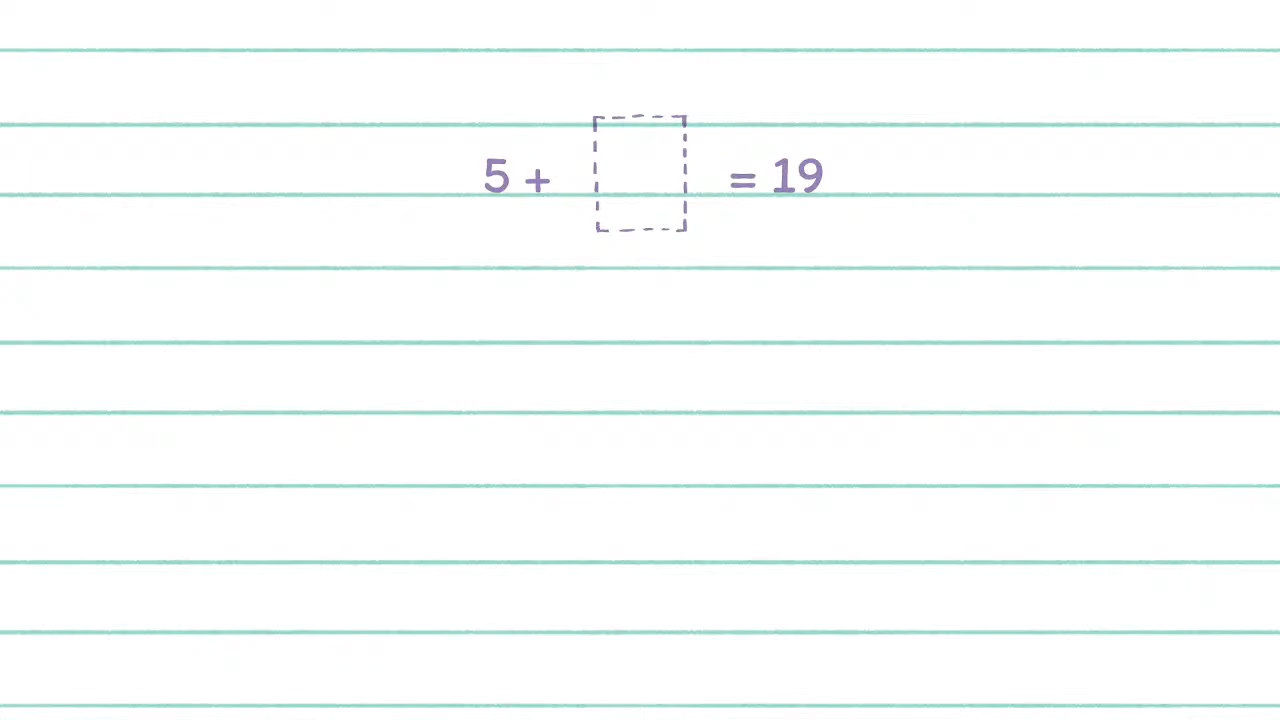 5 + = 19